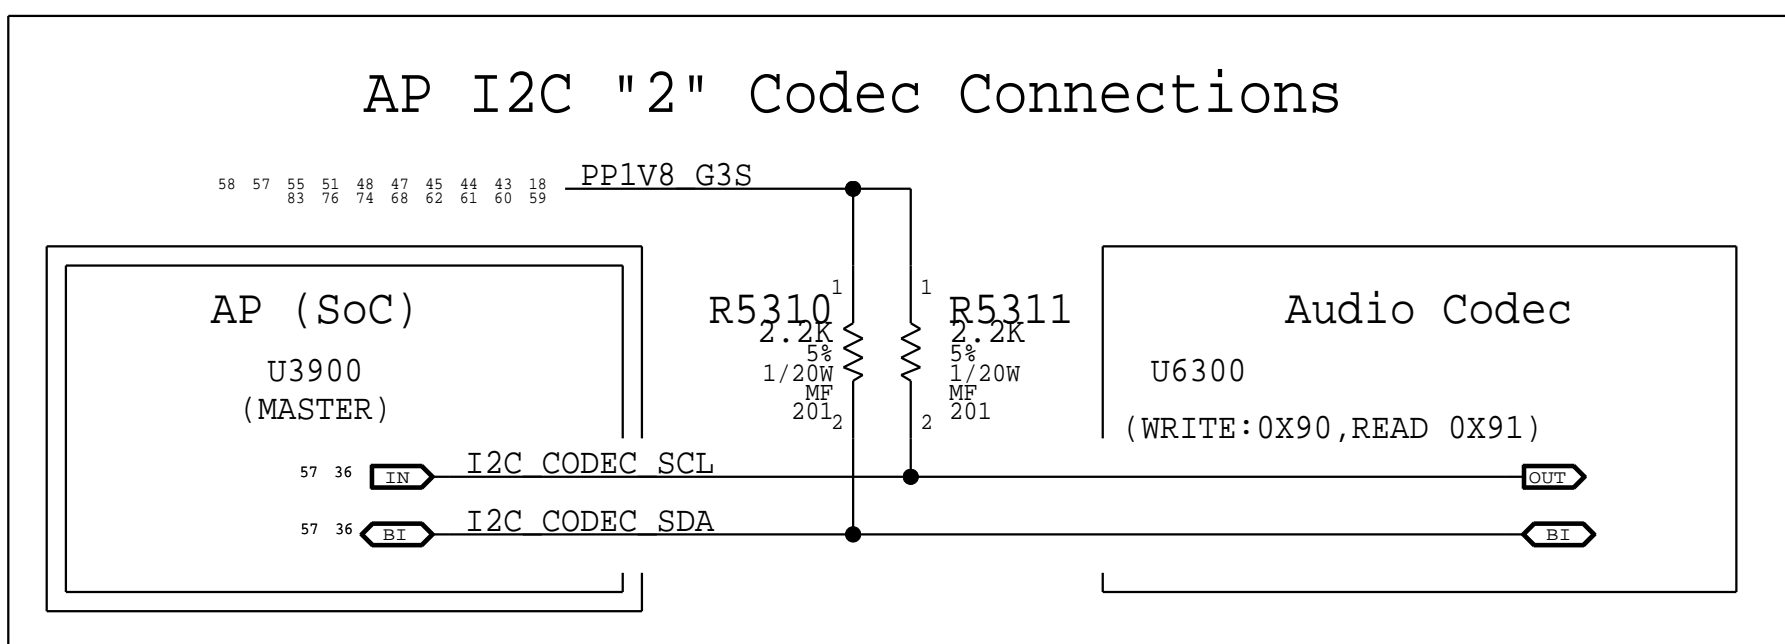 AP I2C "2" Codec Connections
PP1V8_G3S
58 57 55 51 48 47 45 44 43 18
83 76 74 68 62 61 60 59
AP (SoC)
U3900
(MASTER)
1
R5310
2.2K
5%
1/20W
MF
201
2
1
R5311
2.2K
5%
1/20W
MF
201
2
Audio Codec
U6300
(WRITE:0X90,READ 0X91)
57 36 IN I2C_CODEC_SCL OUT
57 36 BI I2C_CODEC_SDA BI